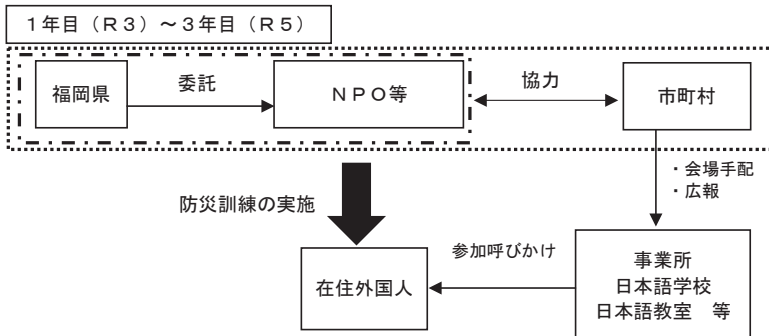 1年目(R3)~3年目(R5)
福岡県
委託
NPO等
協力
市町村
・会場手配
・広報
防災訓練の実施
在住外国人
参加呼びかけ
事業所
日本語学校
日本語教室 等